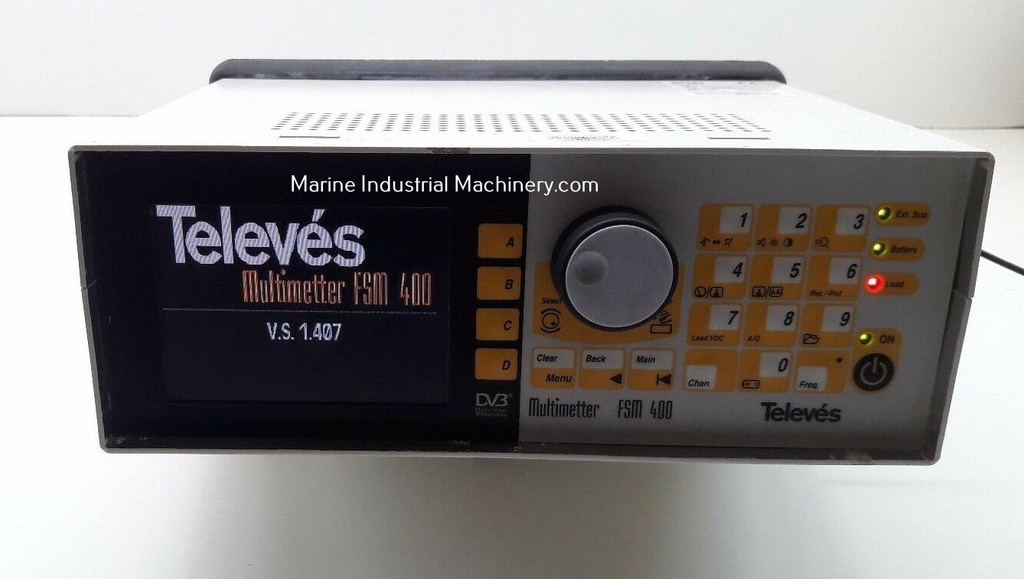 Marine Industrial Machinery.com
Televés
Multimetter FSM 400
V.S. 1.407
A
B
C
D
DVB
Select
Clear
Menu
Back
Main
1
2
3
4
5
6
Rec / Plot
7
Load VDC
8
A/D
9
Chan.
0
*
Freq.
Ext. Sup.
Battery
Load
ON
Multimetter FSM 400
Televés